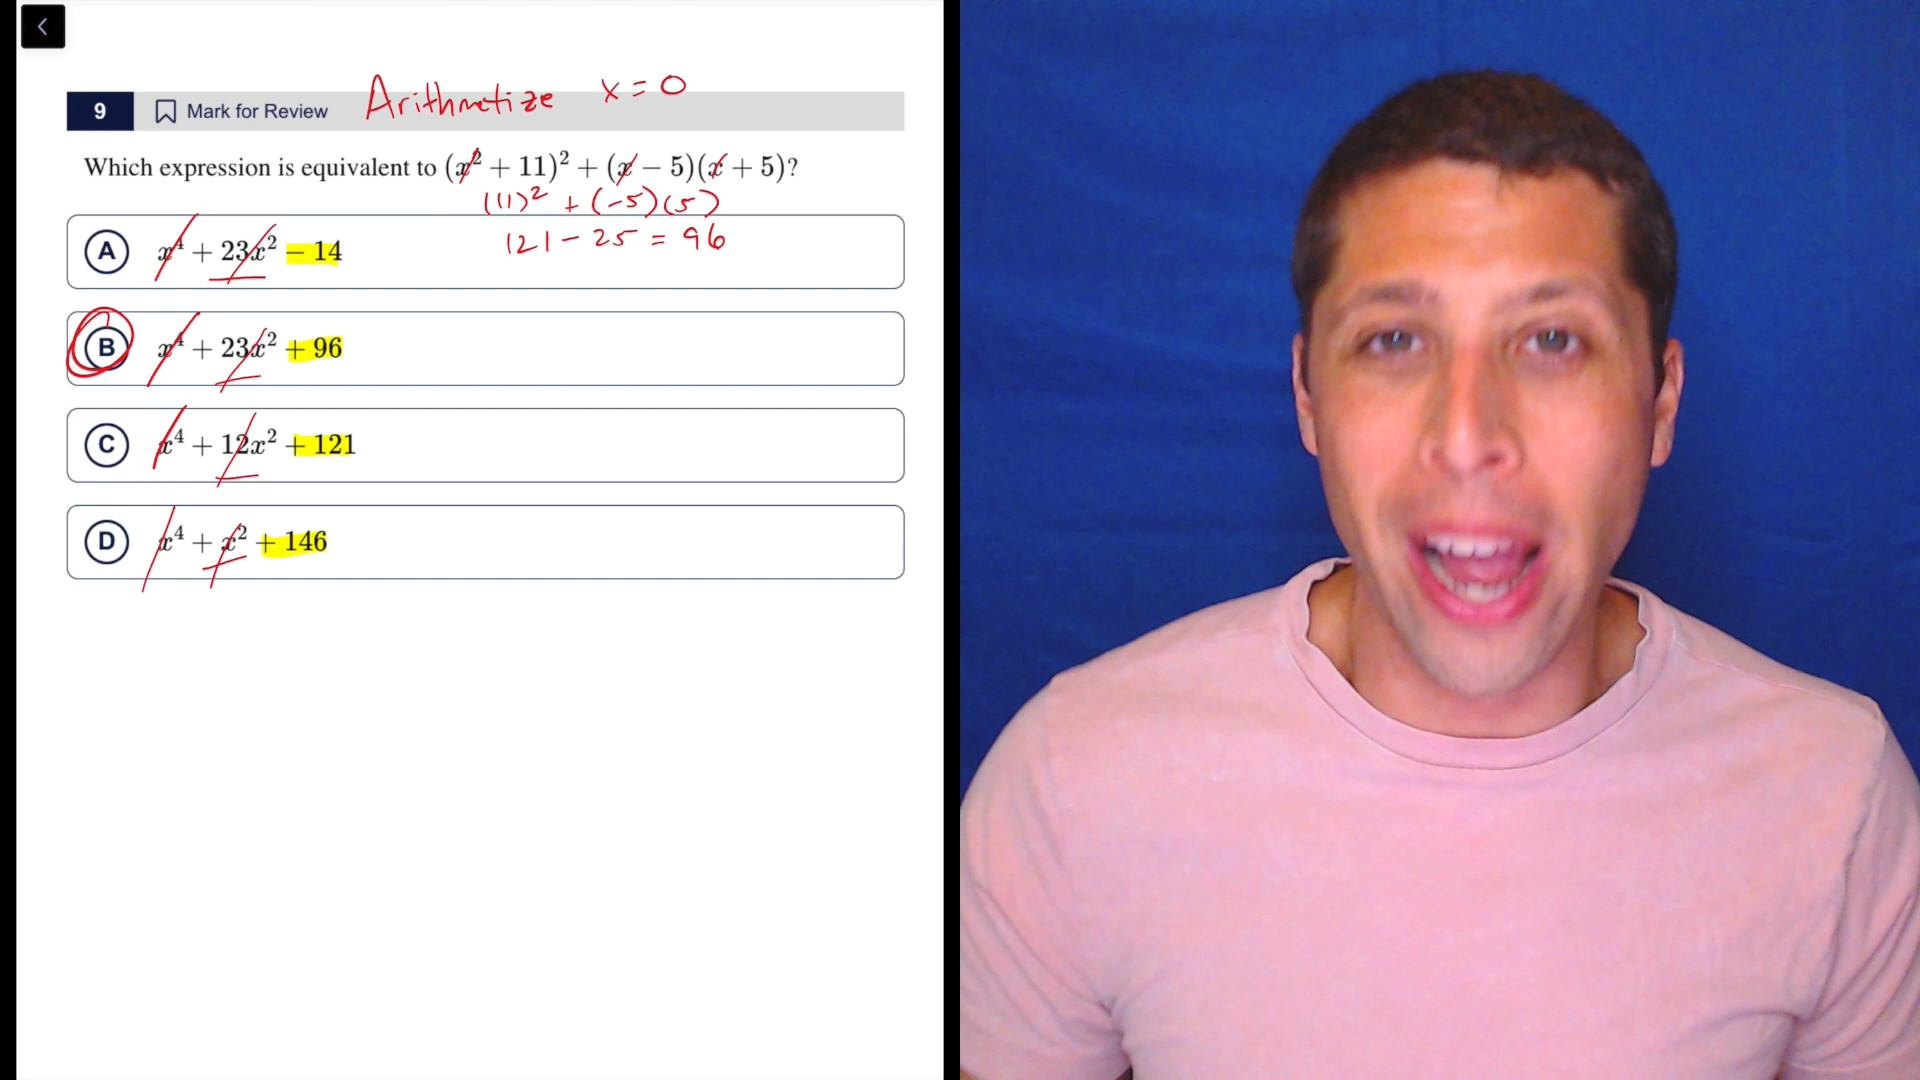 Arithmetize x = 0
9 Mark for Review
Which expression is equivalent to (x² + 11)² + (x − 5)(x + 5)?
(11)² + (-5)(5)
121 - 25 = 96
A x⁴ + 23x² − 14
B x⁴ + 23x² + 96
C x⁴ + 12x² + 121
D x⁴ + x² + 146